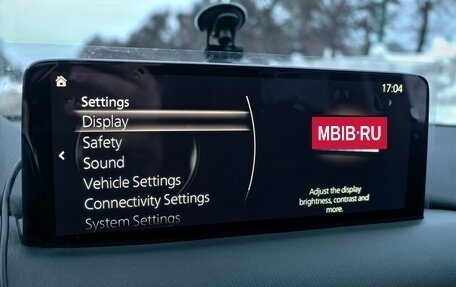 17:04
Settings
Display
Safety
Sound
Vehicle Settings
Connectivity Settings
System Settings
MBIB·RU
Adjust the display
brightness, contrast and
more.